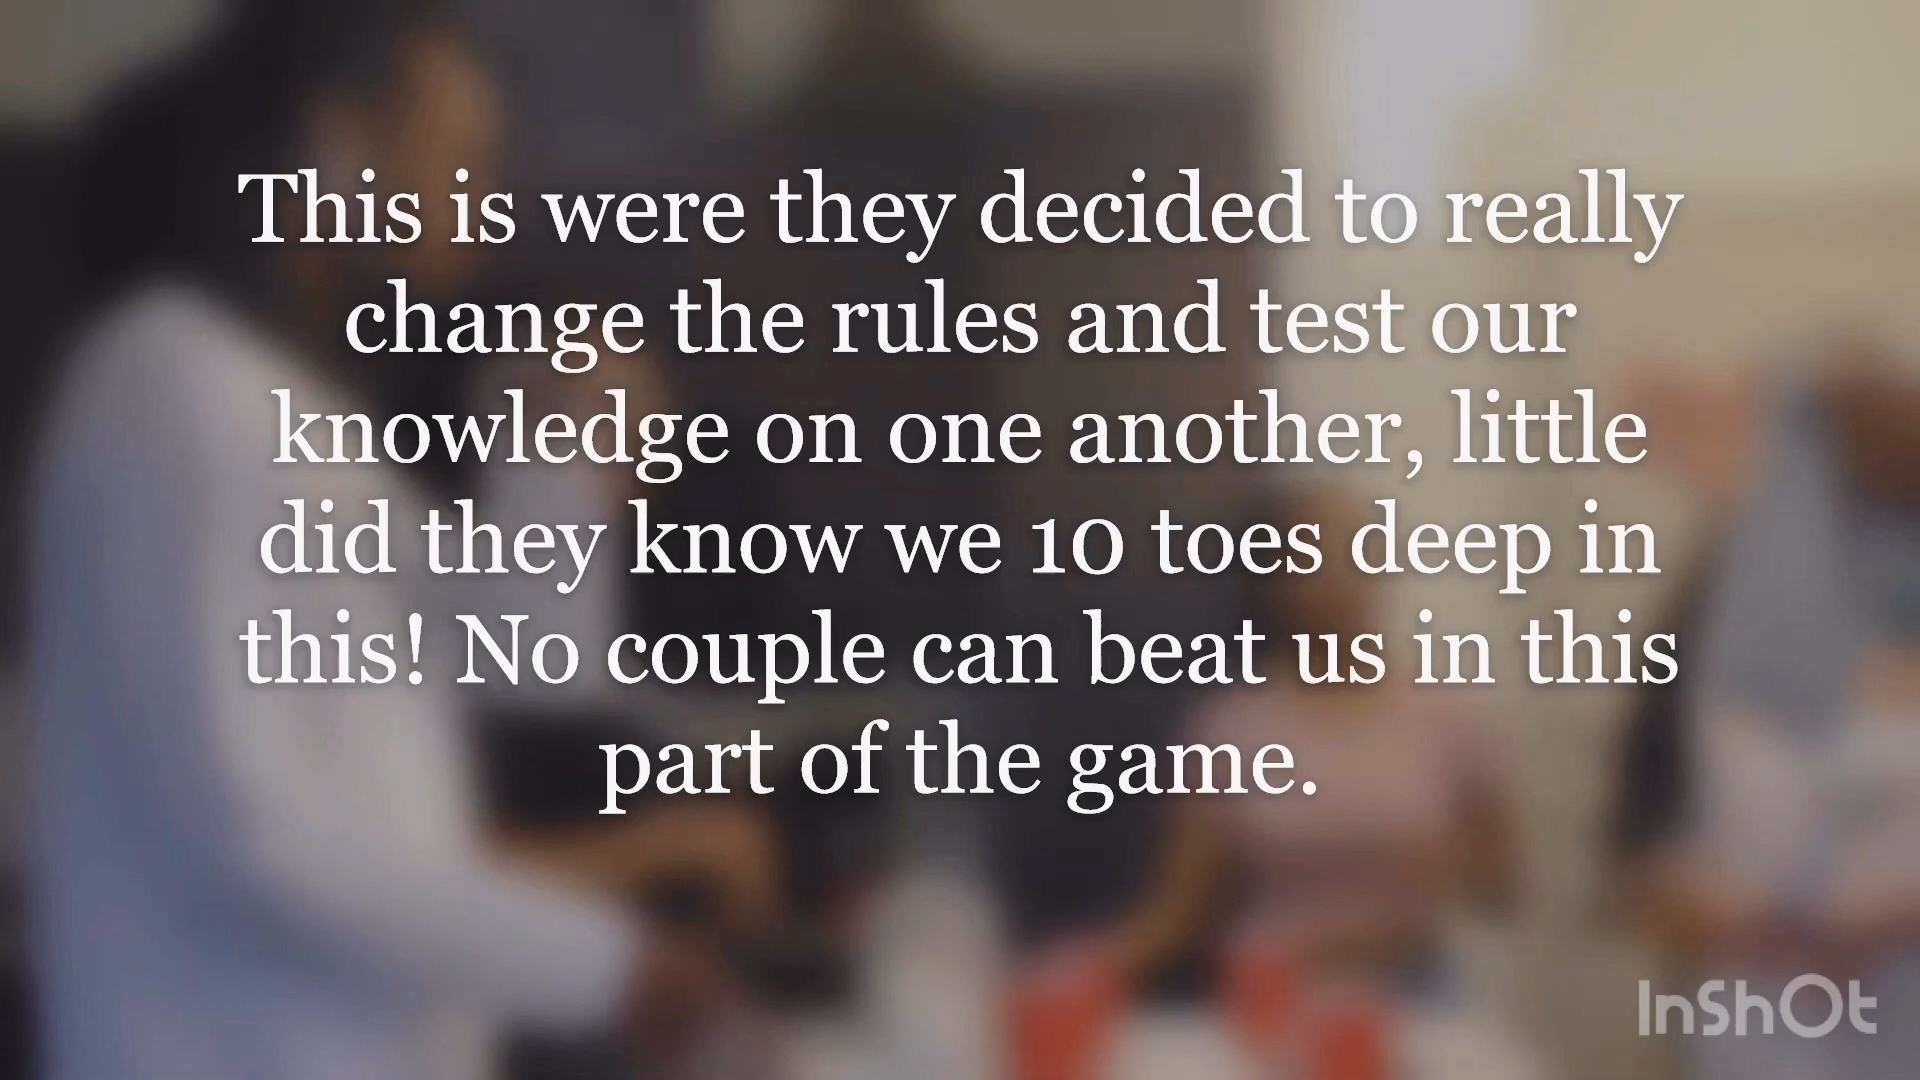 This is were they decided to really
change the rules and test our
knowledge on one another, little
did they know we 10 toes deep in
this! No couple can beat us in this
part of the game.
InShOt